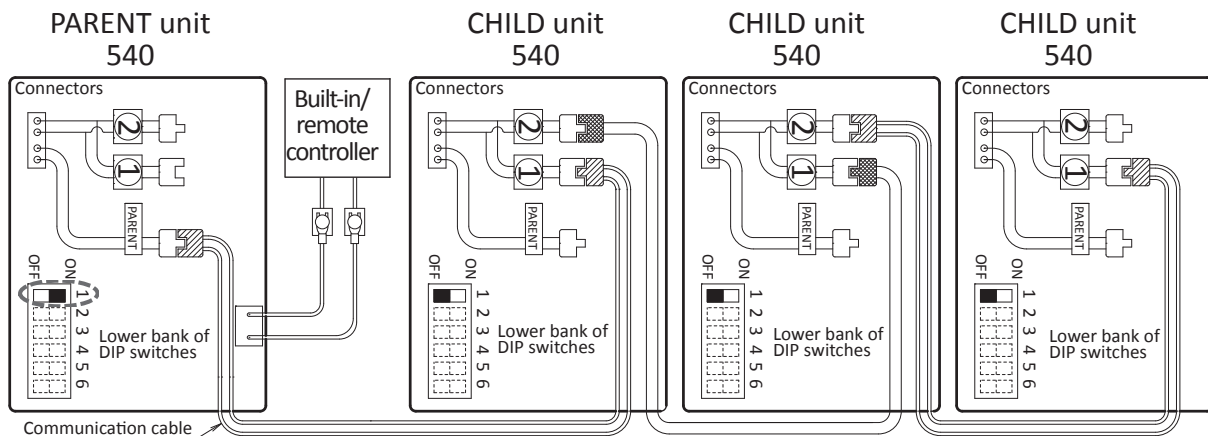 PARENT unit
540
CHILD unit
540
CHILD unit
540
CHILD unit
540
Connectors
2
1
PARENT
OFF
ON
1
2
3
4
5
6
Lower bank of
DIP switches
Built-in/
remote
controller
Connectors
2
1
PARENT
OFF
ON
1
2
3
4
5
6
Lower bank of
DIP switches
Connectors
2
1
PARENT
OFF
ON
1
2
3
4
5
6
Lower bank of
DIP switches
Connectors
2
1
PARENT
OFF
ON
1
2
3
4
5
6
Lower bank of
DIP switches
Communication cable